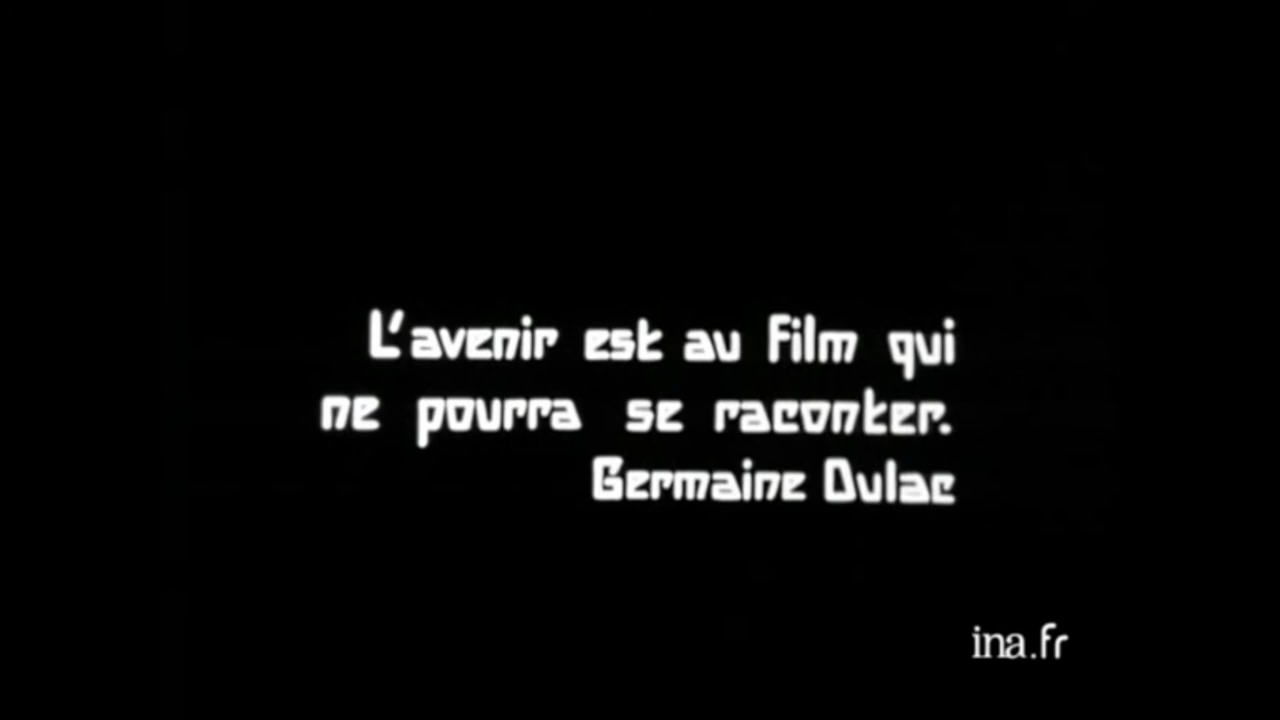 L'avenir est au film qui
ne pourra se raconter.
Germaine Dulac
ina.fr